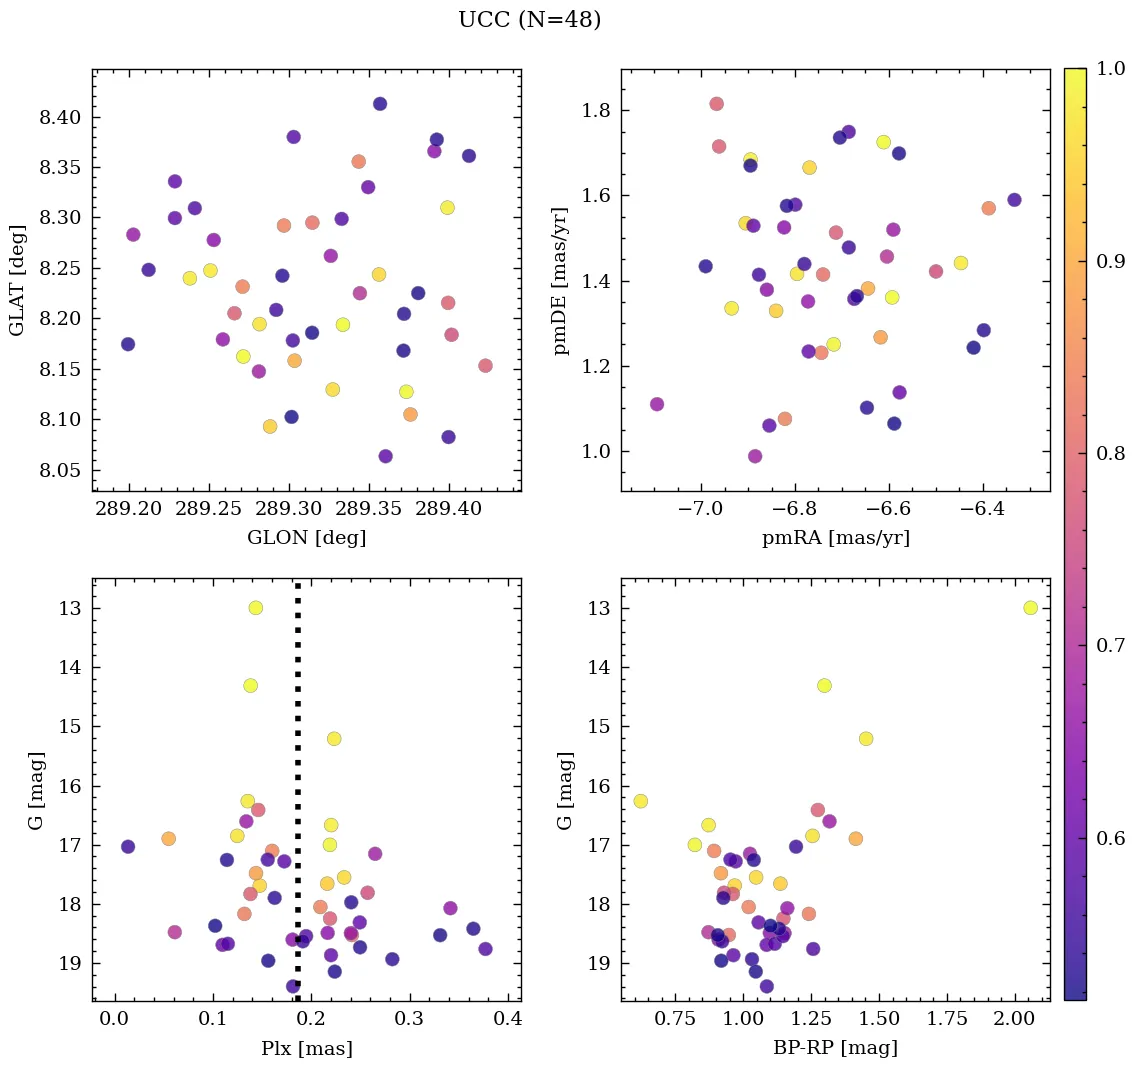 UCC (N=48)
8.40
8.35
8.30
8.25
8.20
8.15
8.10
8.05
GLAT [deg]
289.20 289.25 289.30 289.35 289.40
GLON [deg]
1.8
1.6
1.4
1.2
1.0
pmDE [mas/yr]
−7.0 −6.8 −6.6 −6.4
pmRA [mas/yr]
1.0
0.9
0.8
0.7
0.6
13
14
15
16
17
18
19
G [mag]
0.0 0.1 0.2 0.3 0.4
Plx [mas]
13
14
15
16
17
18
19
G [mag]
0.75 1.00 1.25 1.50 1.75 2.00
BP-RP [mag]